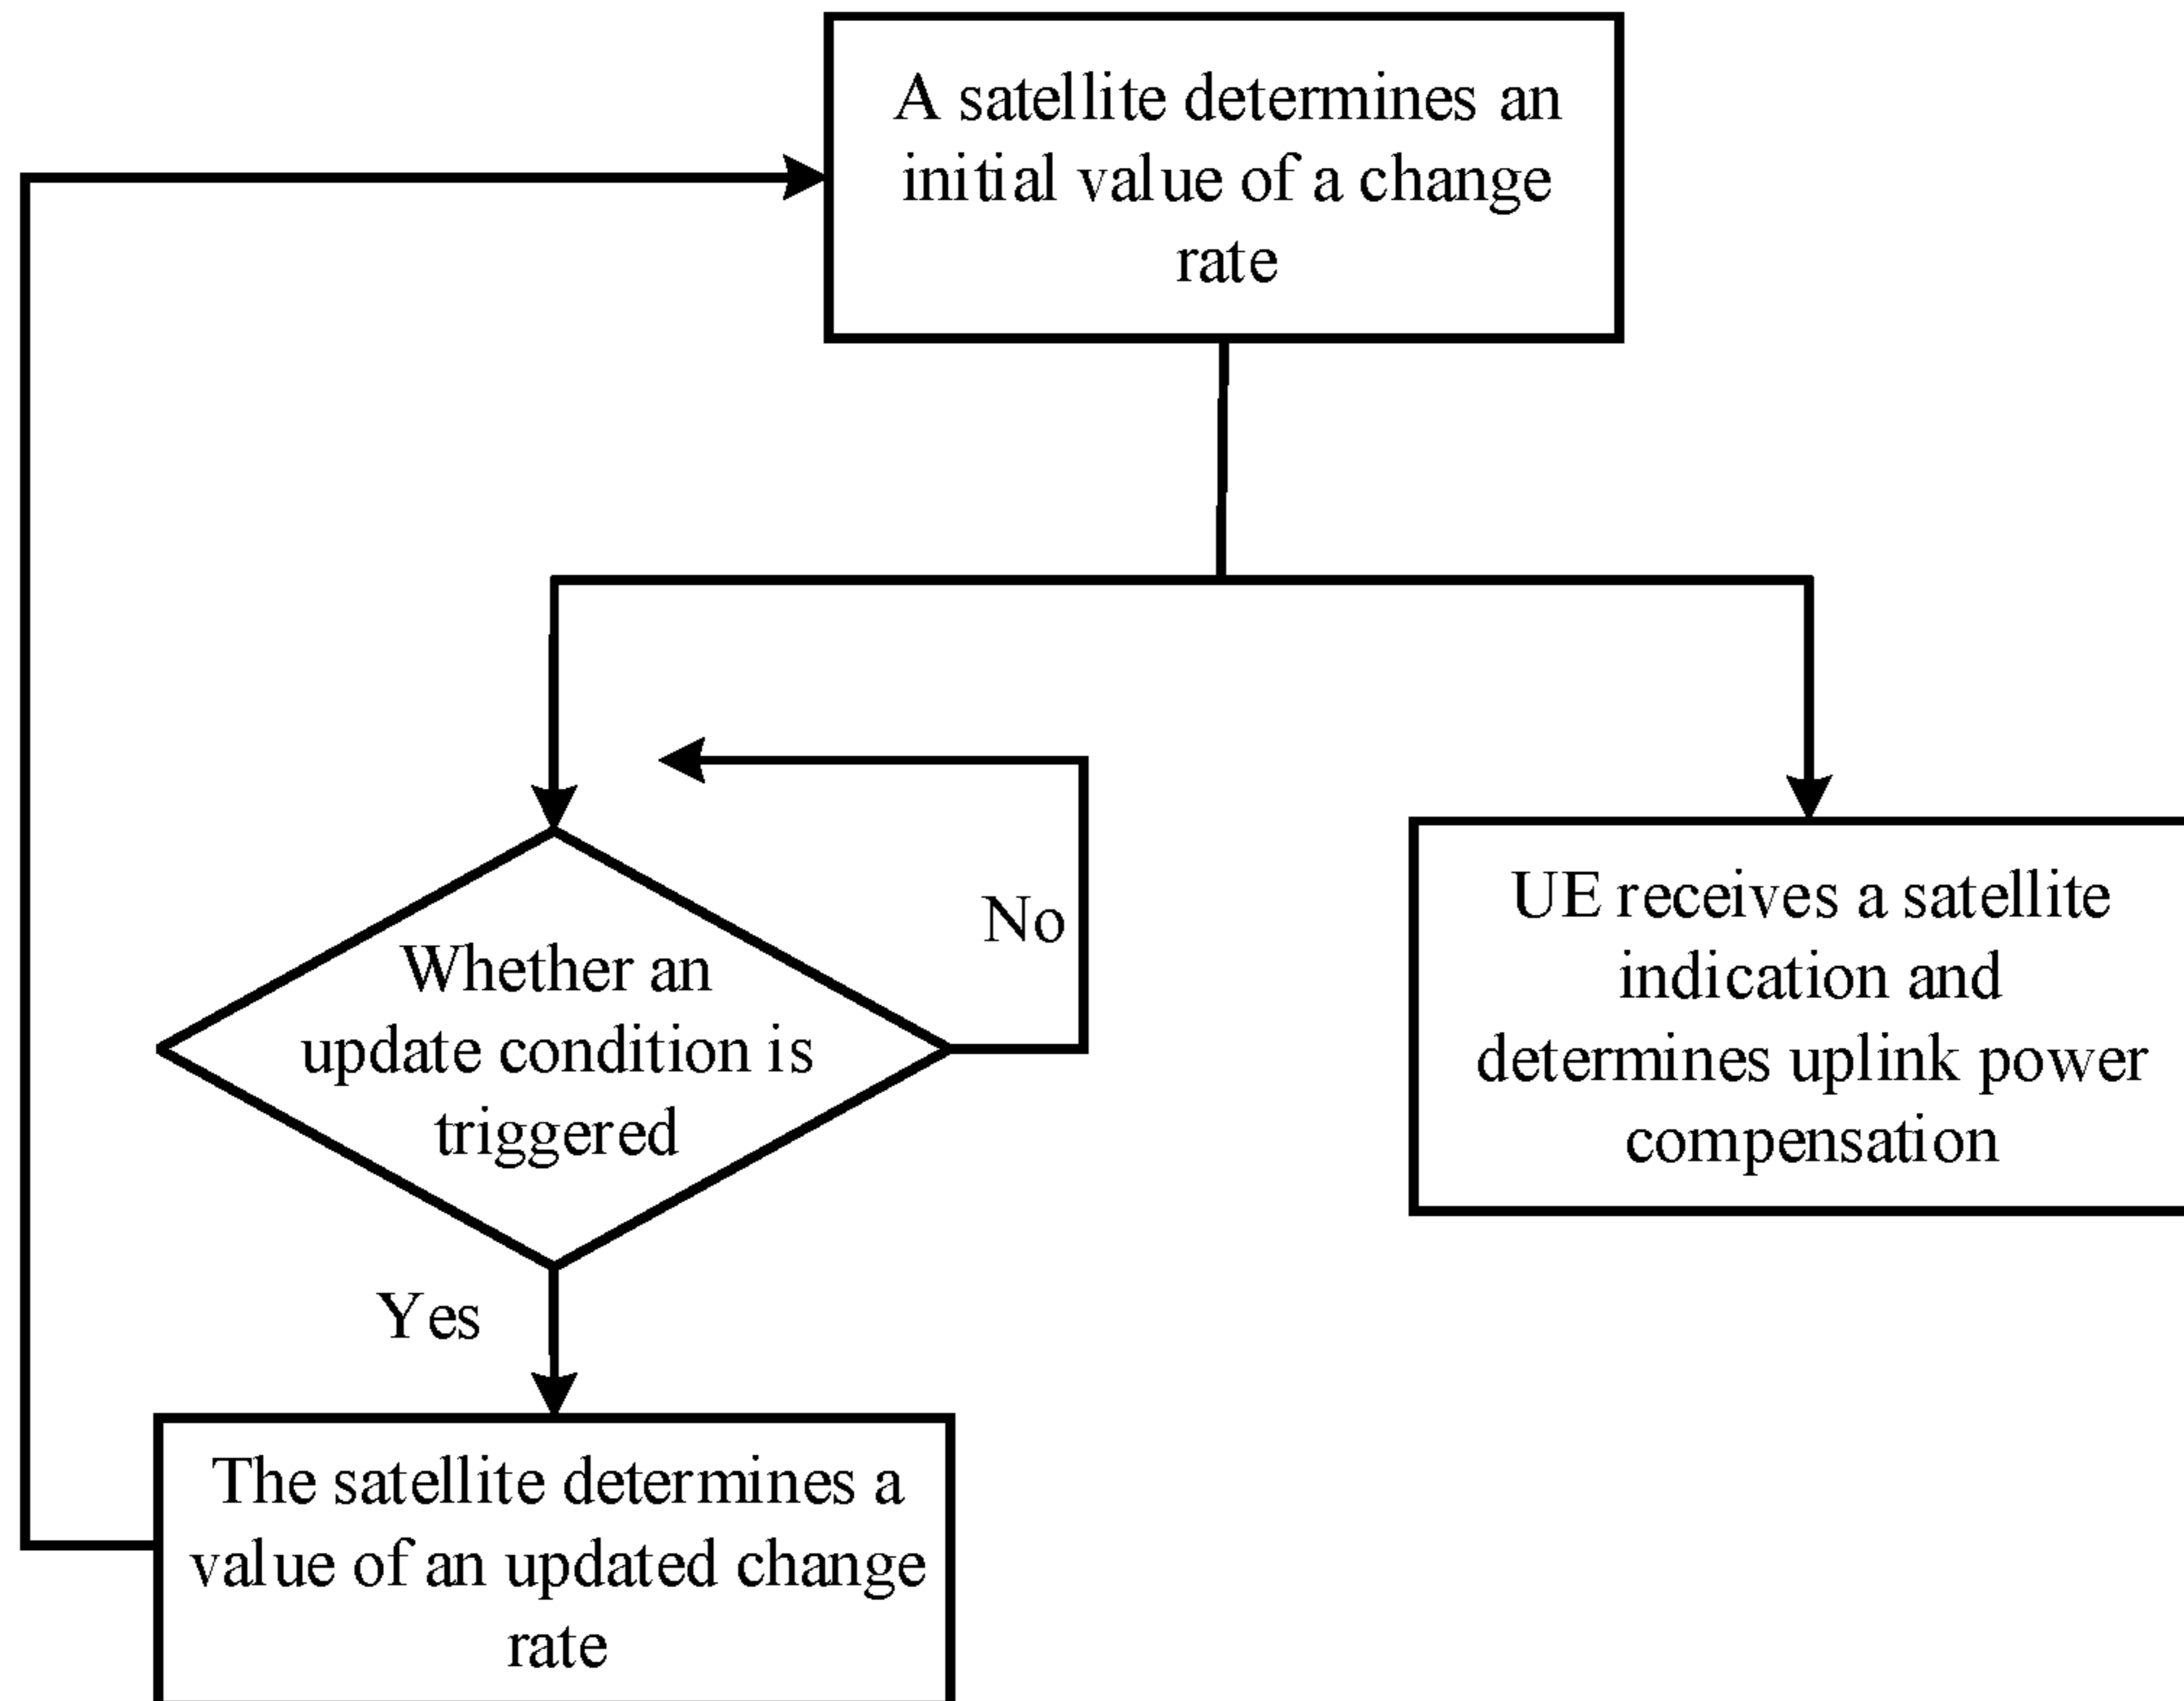 A satellite determines an
initial value of a change
rate
No
Whether an
update condition is
triggered
UE receives a satellite
indication and
determines uplink power
compensation
Yes
The satellite determines a
value of an updated change
rate